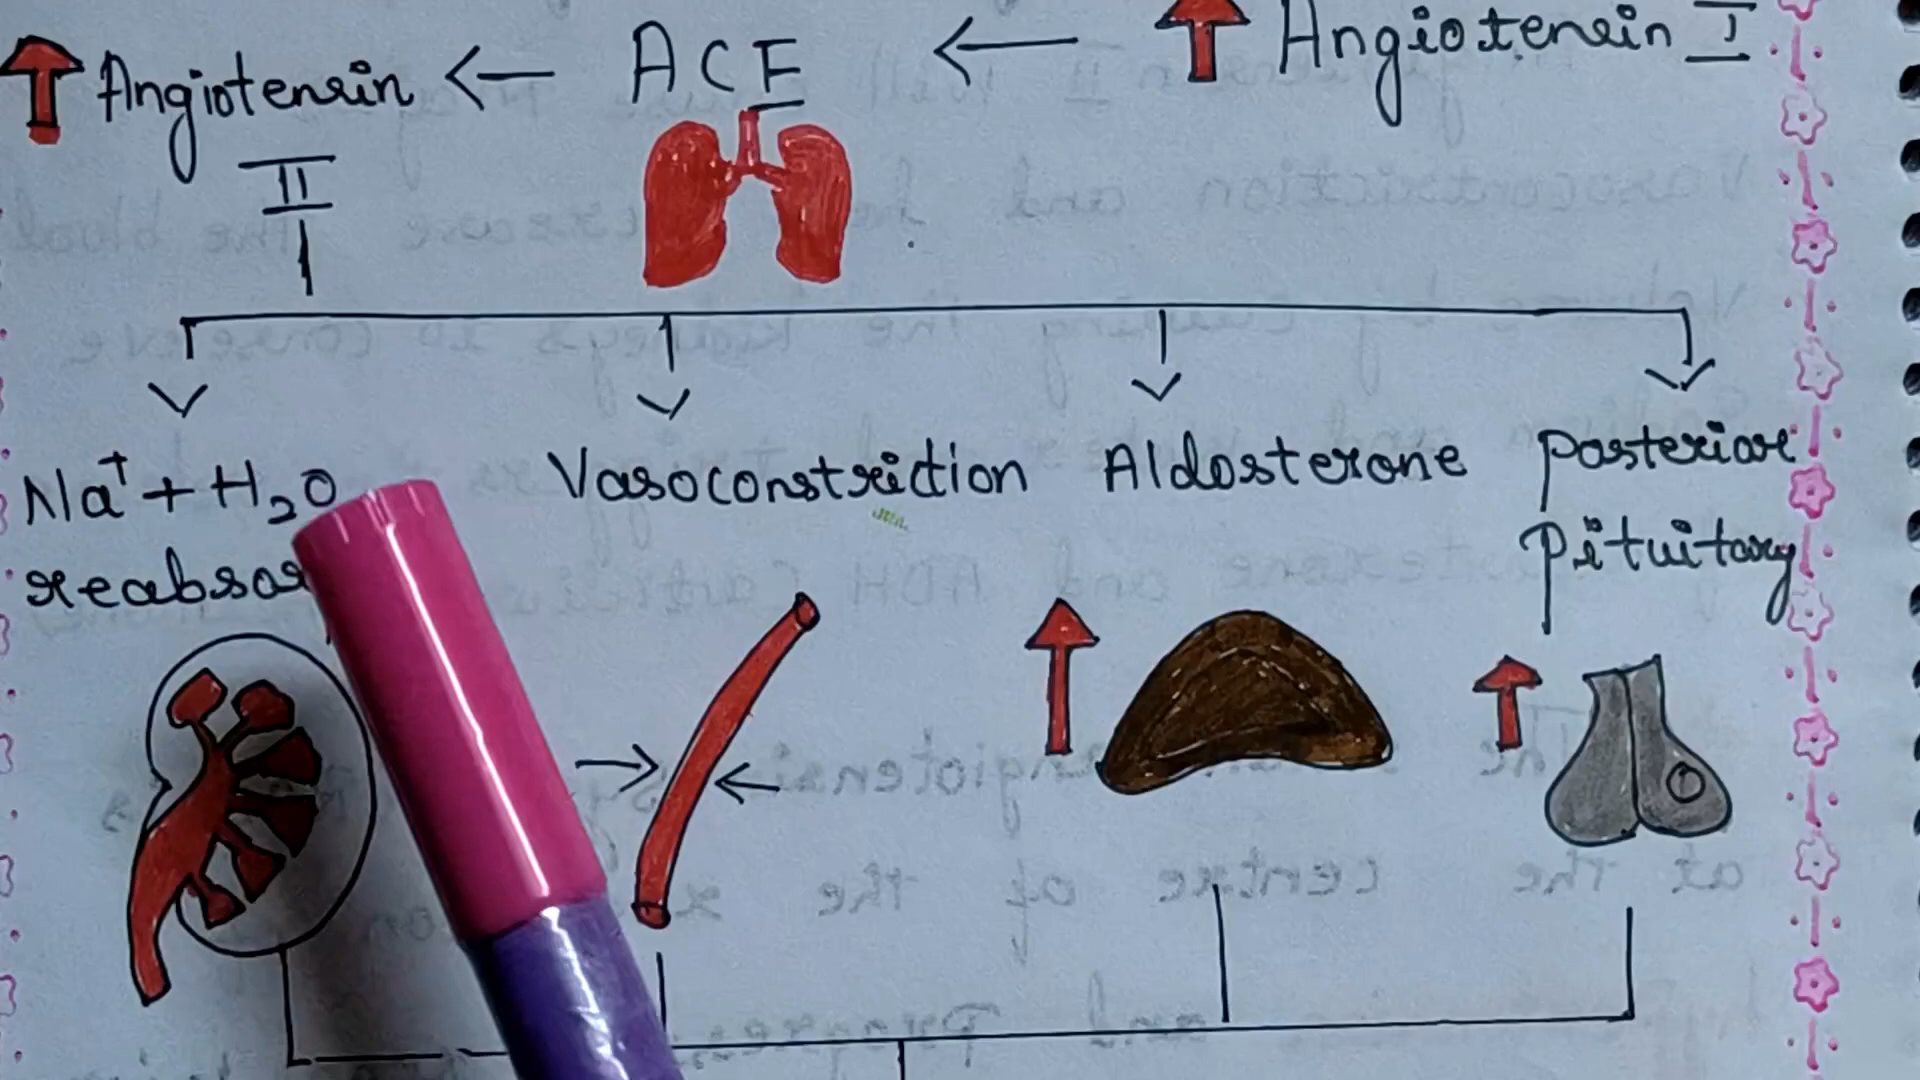 Angiotensin I
ACE
Angiotensin
II
Na⁺ + H₂O
reabsor
Vasoconstriction
Aldosterone
Posterior
Pituitary